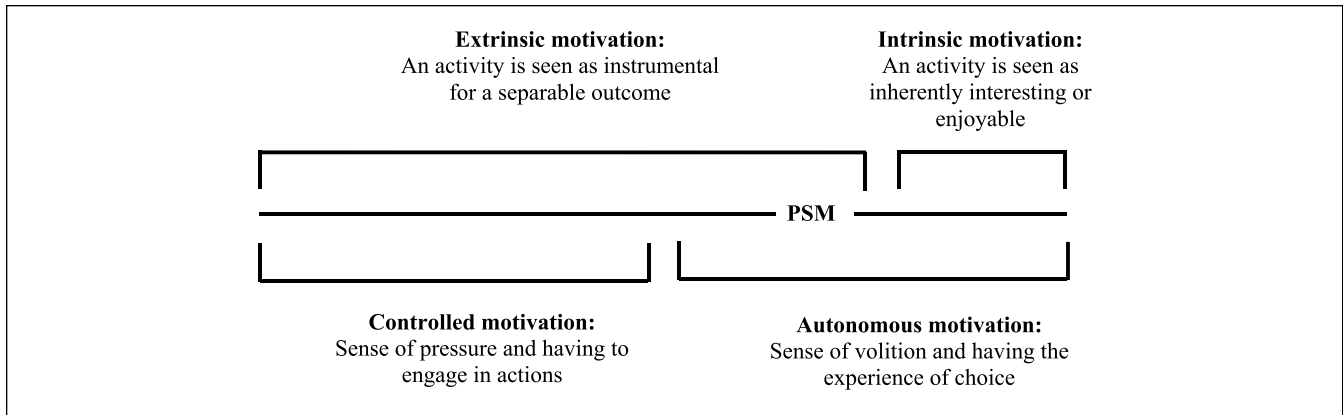 Extrinsic motivation:
An activity is seen as instrumental
for a separable outcome
Intrinsic motivation:
An activity is seen as
inherently interesting or
enjoyable
PSM
Controlled motivation:
Sense of pressure and having to
engage in actions
Autonomous motivation:
Sense of volition and having the
experience of choice